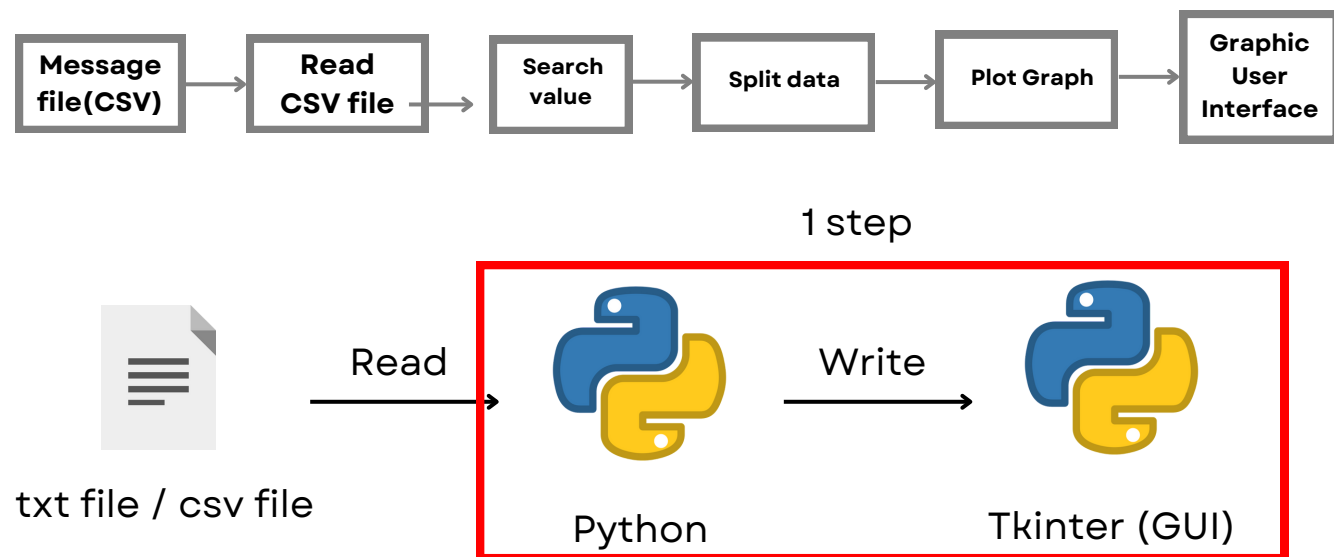 Message
file(CSV)
Read
CSV file
Search
value
Split data
Plot Graph
Graphic
User
Interface
1 step
Read
Write
txt file / csv file
Python
Tkinter (GUI)